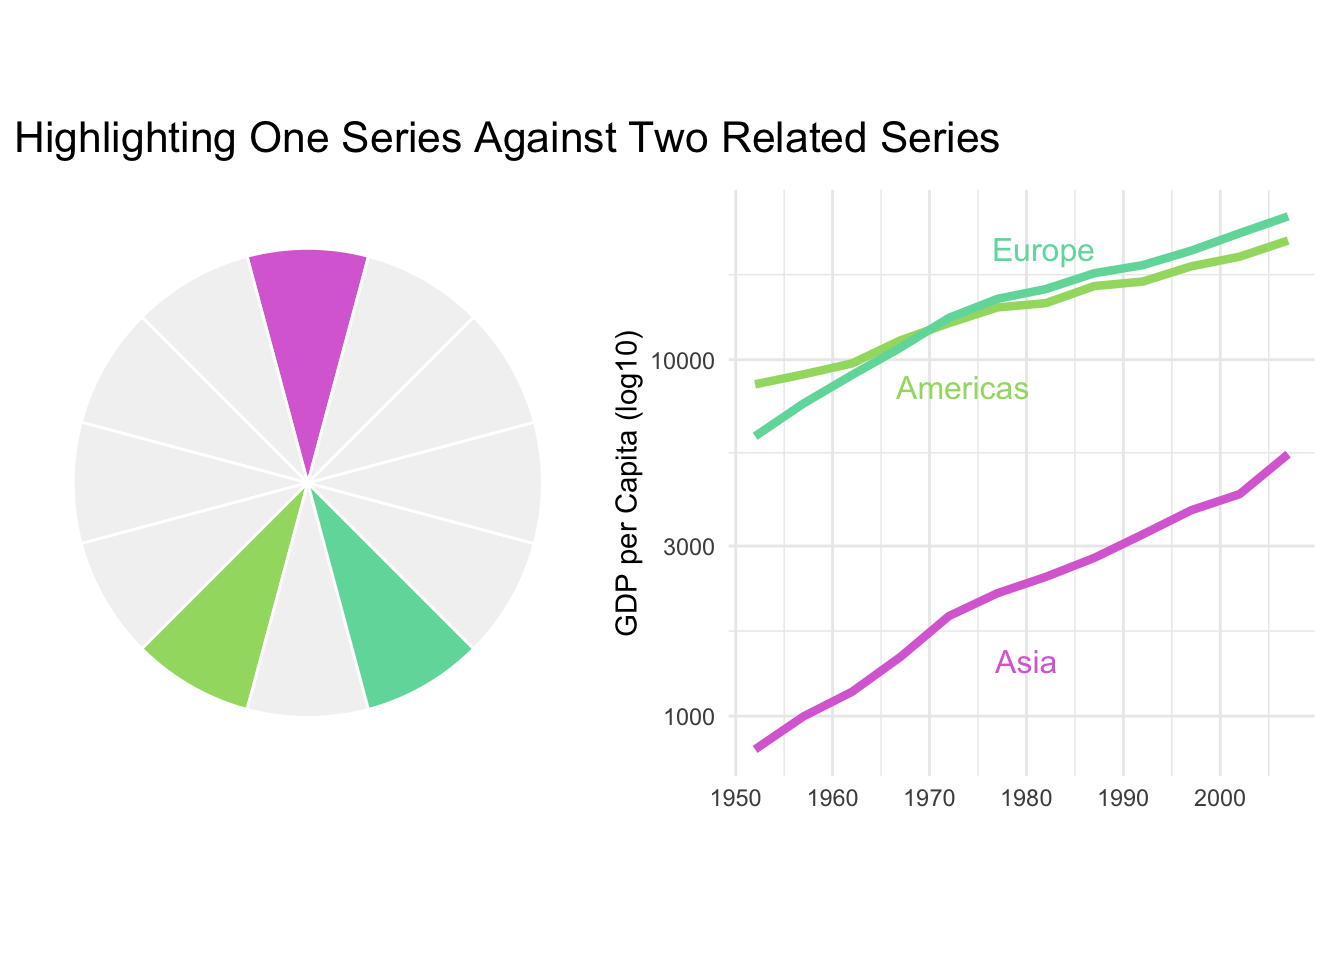 Highlighting One Series Against Two Related Series
GDP per Capita (log10)
10000
3000
1000
Europe
Americas
Asia
1950 1960 1970 1980 1990 2000